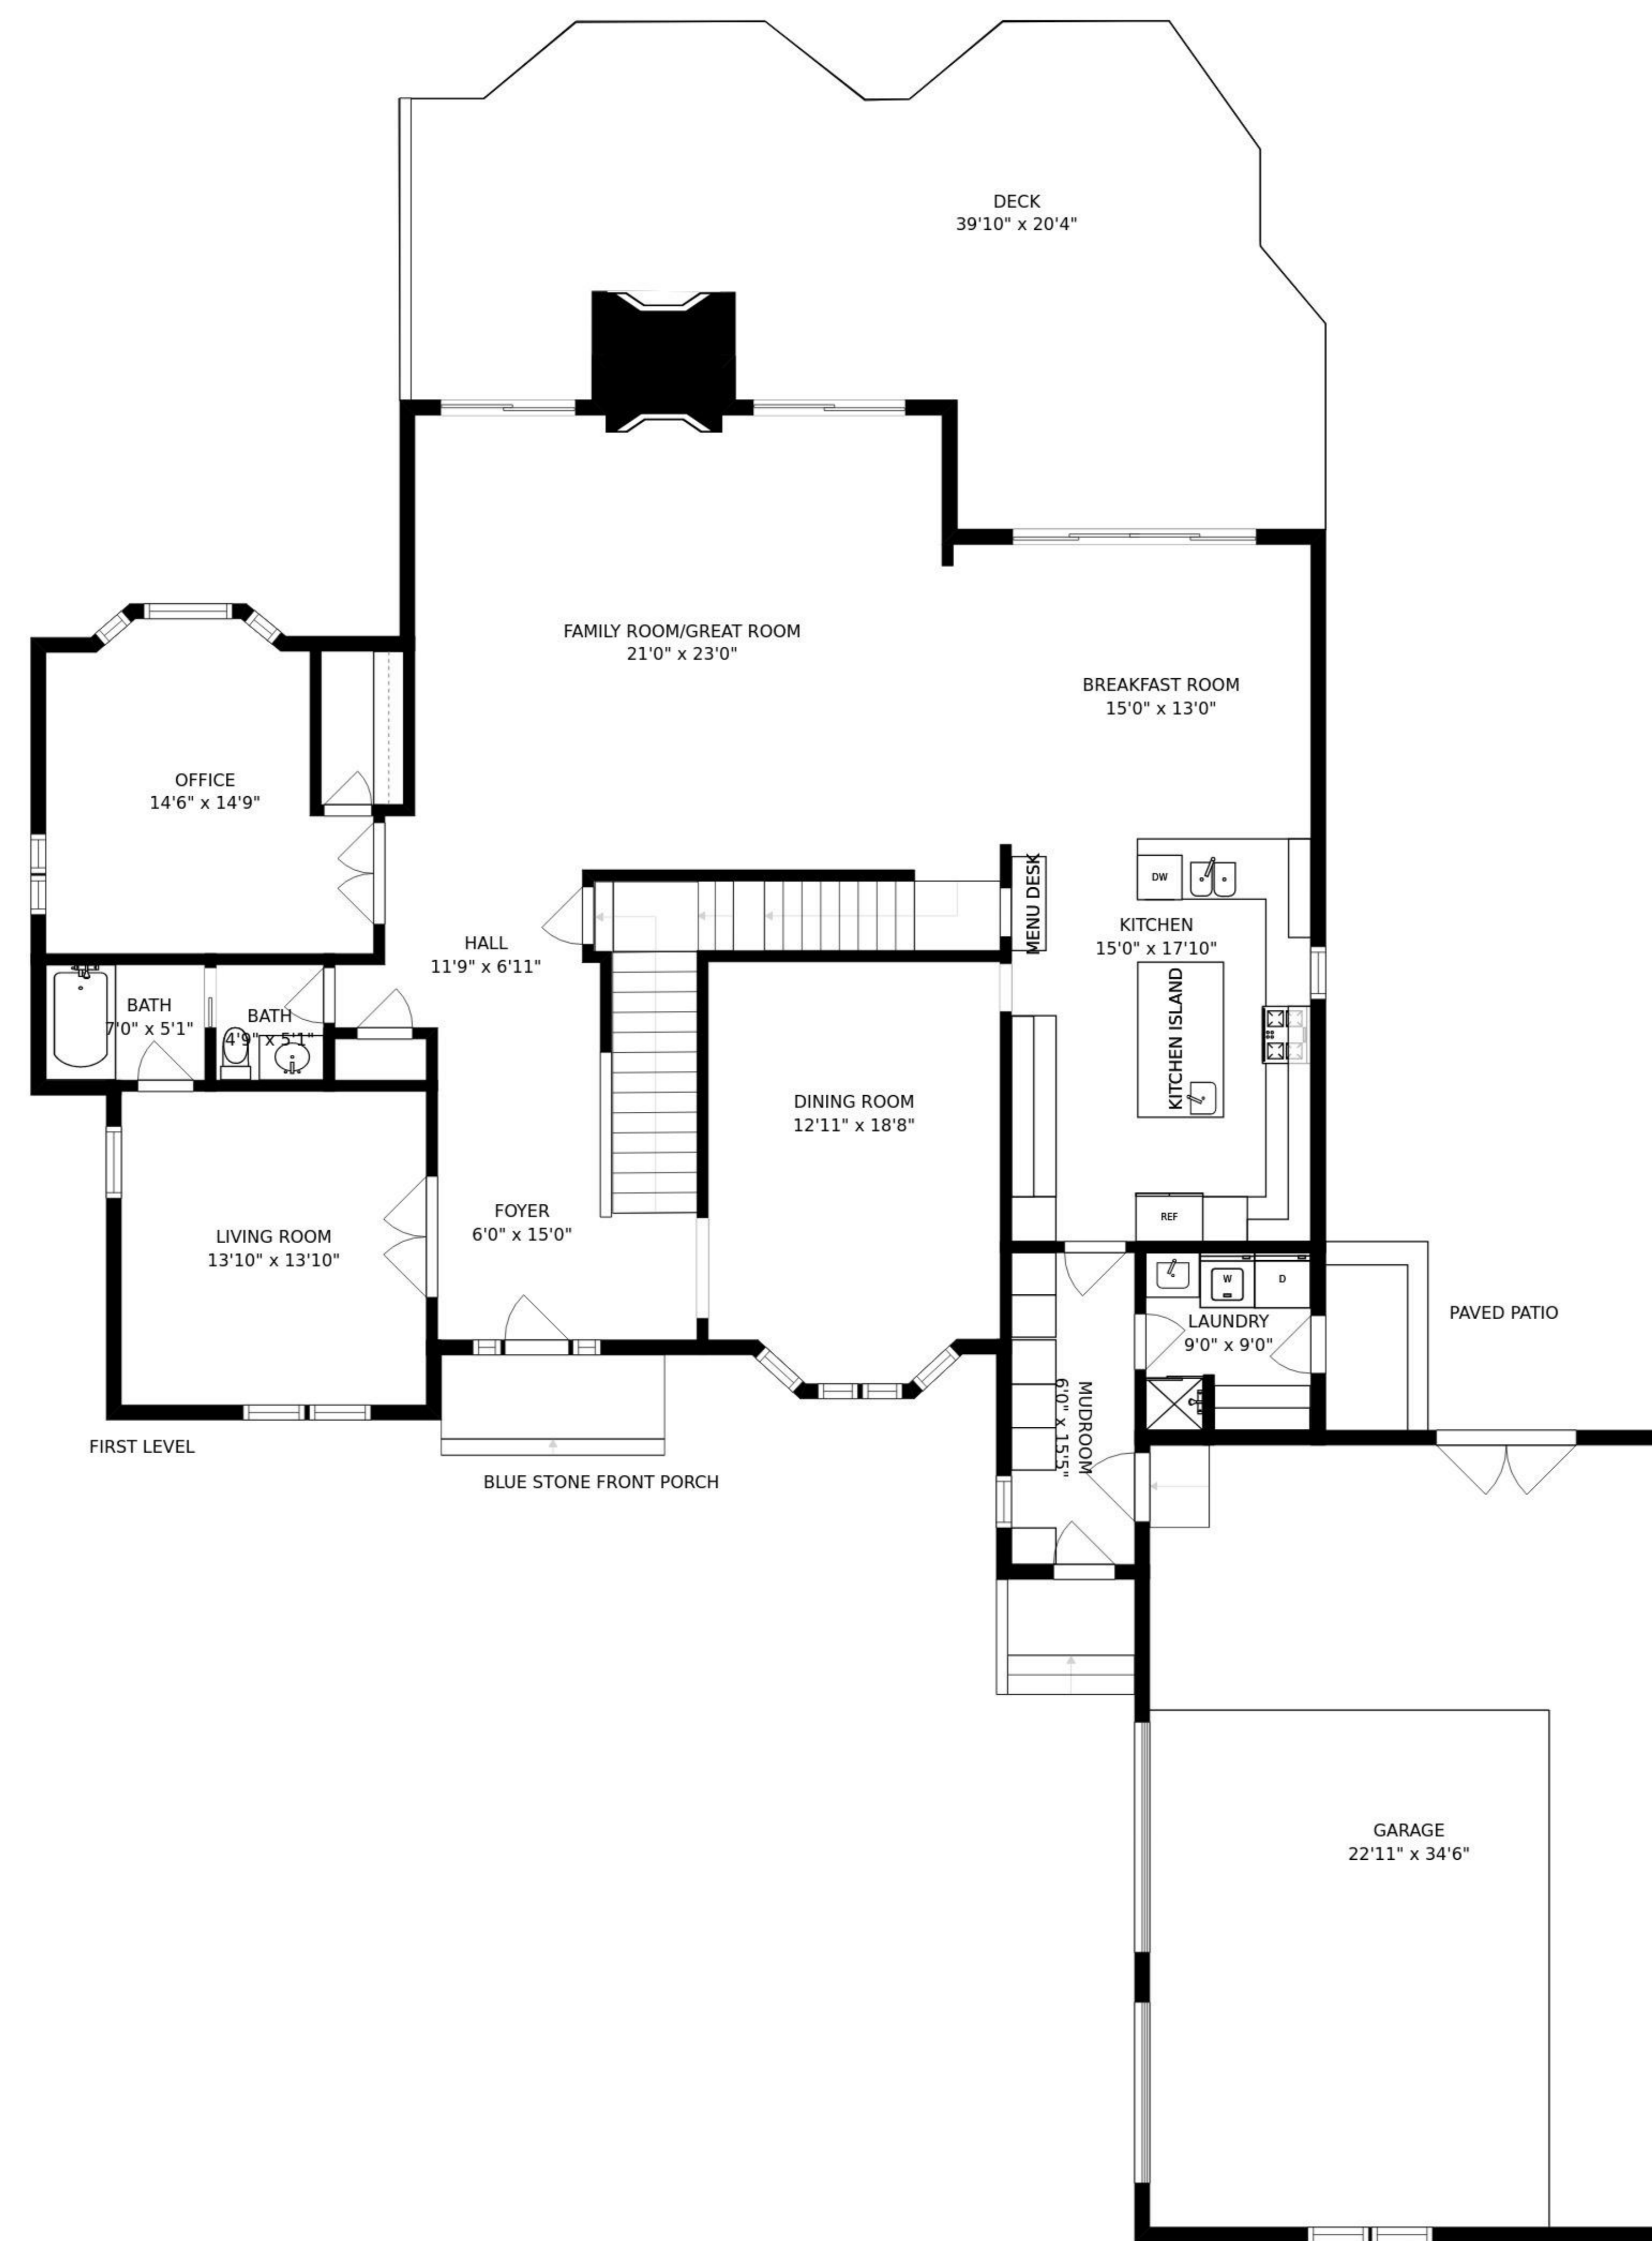 DECK
39'10" x 20'4"
FAMILY ROOM/GREAT ROOM
21'0" x 23'0"
BREAKFAST ROOM
15'0" x 13'0"
OFFICE
14'6" x 14'9"
DW
MENU DESK
KITCHEN
15'0" x 17'10"
HALL
11'9" x 6'11"
KITCHEN ISLAND
BATH
7'0" x 5'1"
BATH
4'9" x 5'1"
DINING ROOM
12'11" x 18'8"
FOYER
6'0" x 15'0"
REF
LIVING ROOM
13'10" x 13'10"
W
D
LAUNDRY
9'0" x 9'0"
PAVED PATIO
MUDROOM
6'0" x 15'5"
FIRST LEVEL
BLUE STONE FRONT PORCH
GARAGE
22'11" x 34'6"